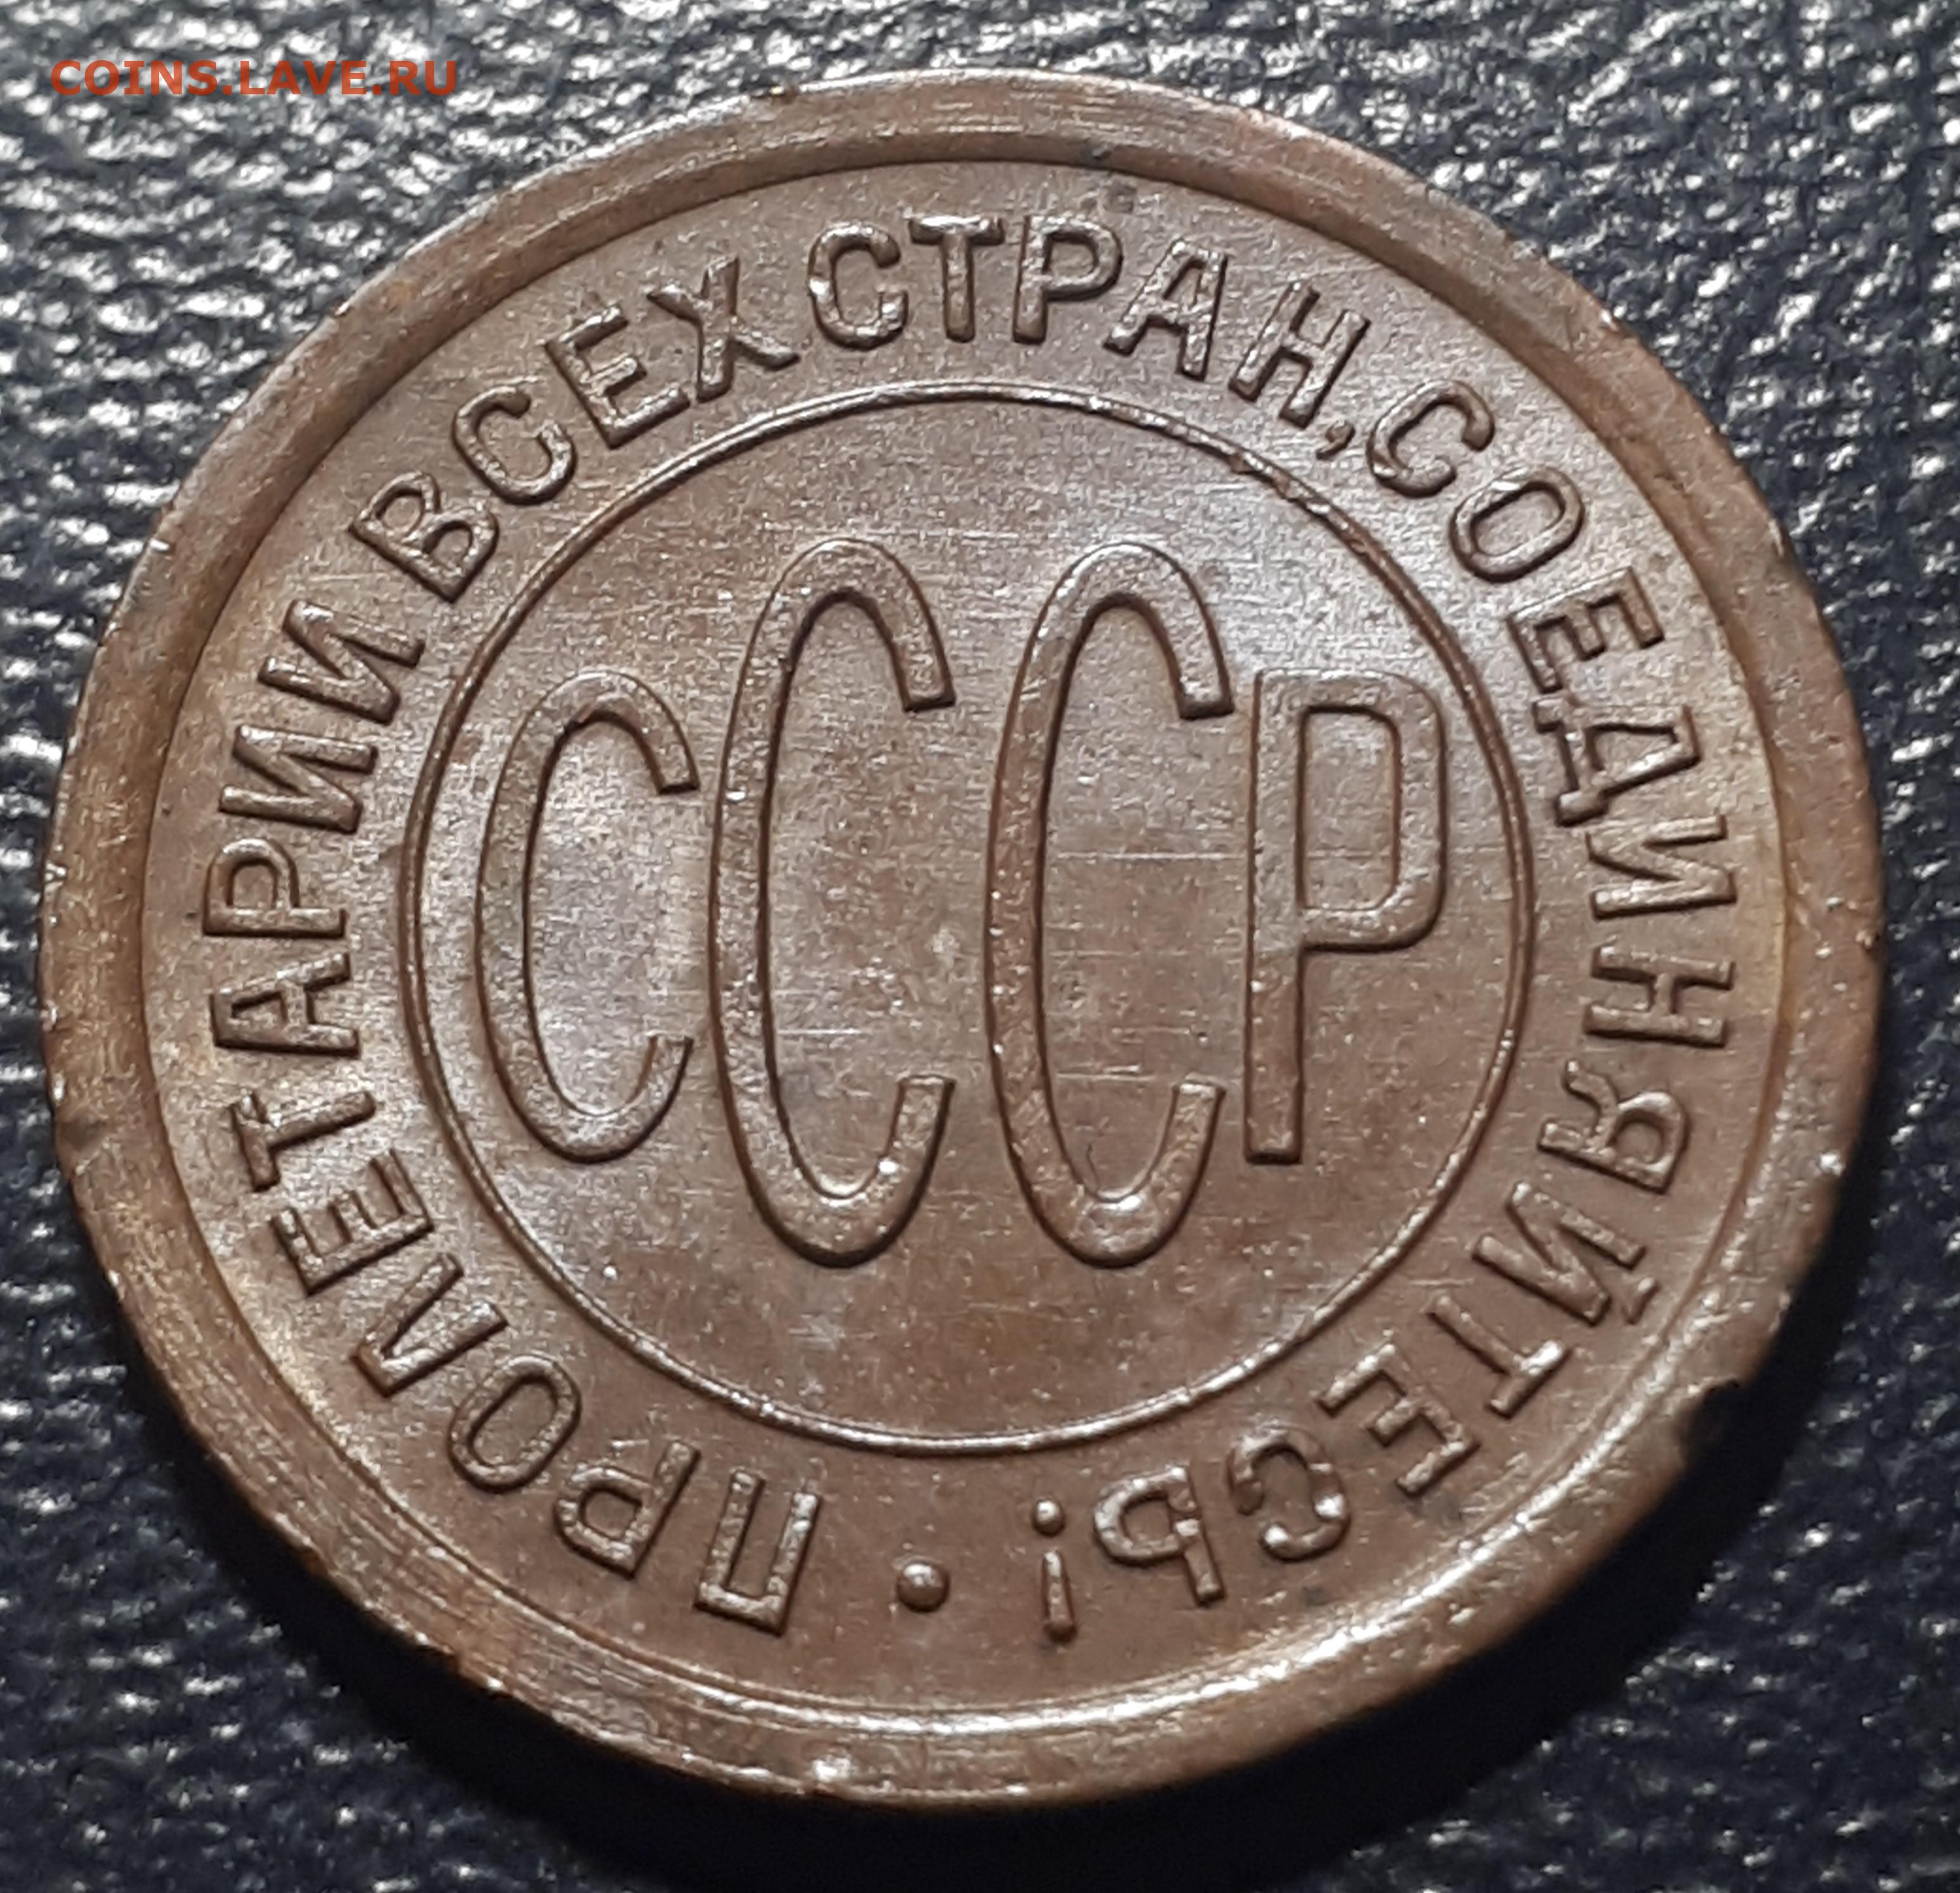 COINS.LAVE.RU
ПРОЛЕТАРИИ ВСЕХ СТРАН, СОЕДИНЯЙТЕСЬ! •
СССР